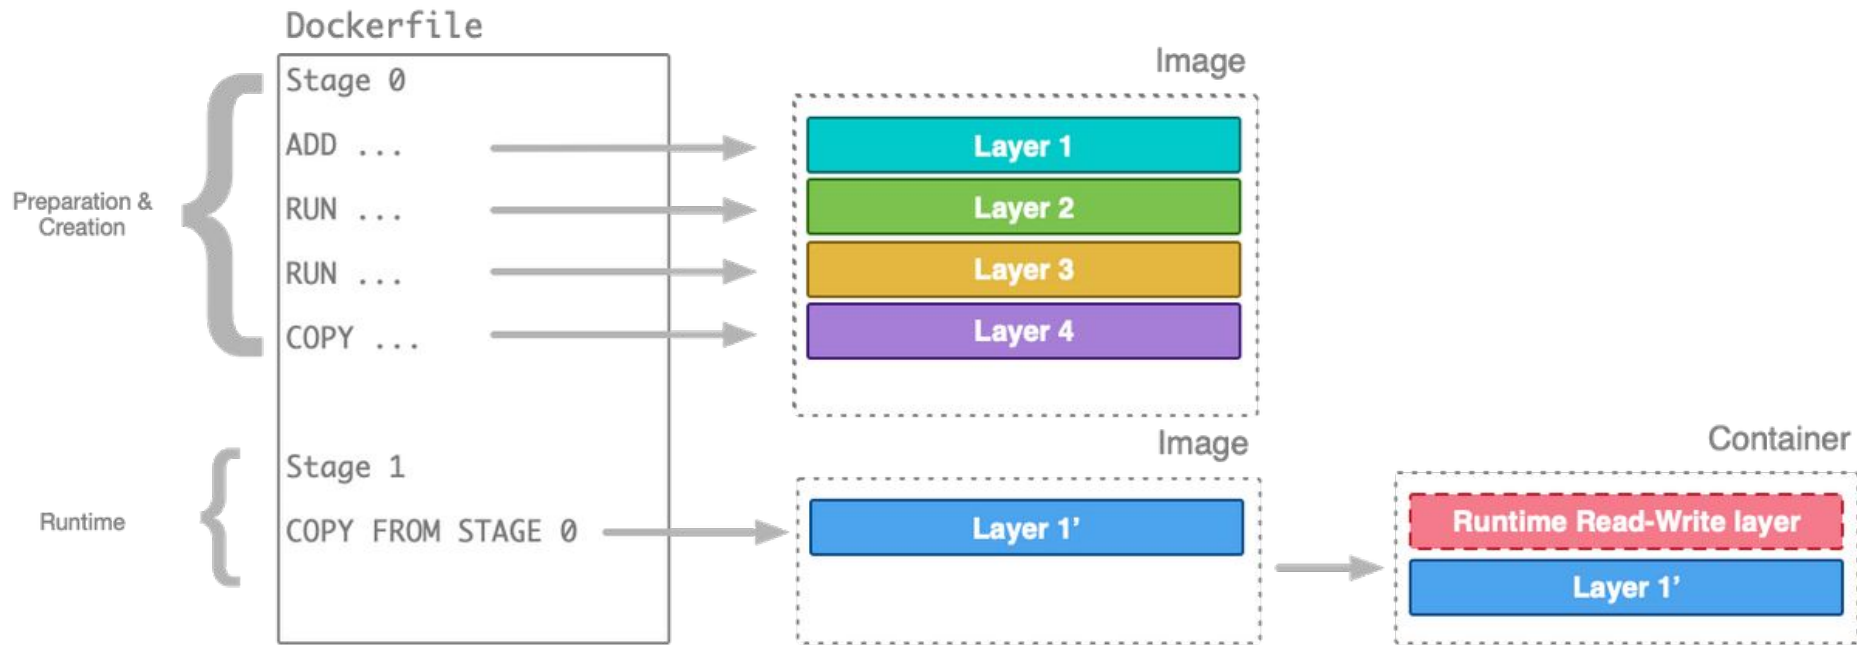 Dockerfile
Stage 0
ADD ...
RUN ...
RUN ...
COPY ...
Preparation &
Creation
Image
Layer 1
Layer 2
Layer 3
Layer 4
Runtime
Stage 1
COPY FROM STAGE 0
Image
Layer 1’
Container
Runtime Read-Write layer
Layer 1’